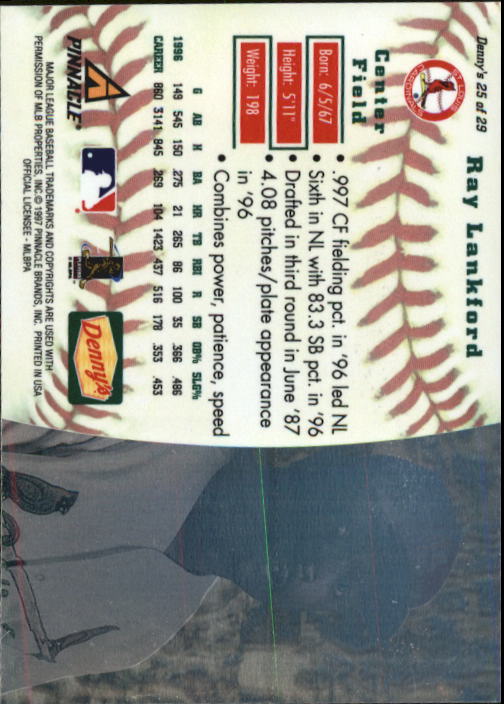 Denny's 25 of 29
Ray Lankford
ST. LOUIS
CARDINALS
Center
Field
Born: 6/5/67
Height: 5'11"
Weight: 198
• .997 CF fielding pct. in '96 led NL
• Sixth in NL with 83.3 SB pct. in '96
• Drafted in third round in June '87
• 4.08 pitches/plate appearance
in '96
• Combines power, patience, speed
G AB H BA HR TB RBI R SB OB% SLG%
1996 149 545 150 .275 21 265 86 100 35 .366 .486
CAREER 880 3141 845 .269 104 1423 437 516 178 .353 .453
PINNACLE
Denny's
MAJOR LEAGUE BASEBALL TRADEMARKS AND COPYRIGHTS ARE USED WITH
PERMISSION OF MLB PROPERTIES, INC. © 1997 PINNACLE BRANDS, INC. PRINTED IN USA
OFFICIAL LICENSEE - MLBPA